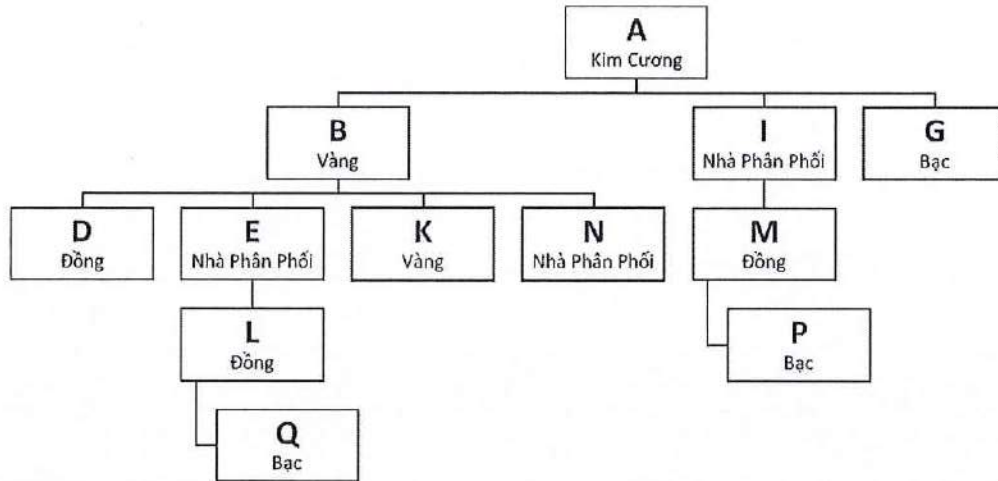 A
Kim Cương
B
Vàng
I
Nhà Phân Phối
G
Bạc
D
Đồng
E
Nhà Phân Phối
K
Vàng
N
Nhà Phân Phối
M
Đồng
L
Đồng
P
Bạc
Q
Bạc